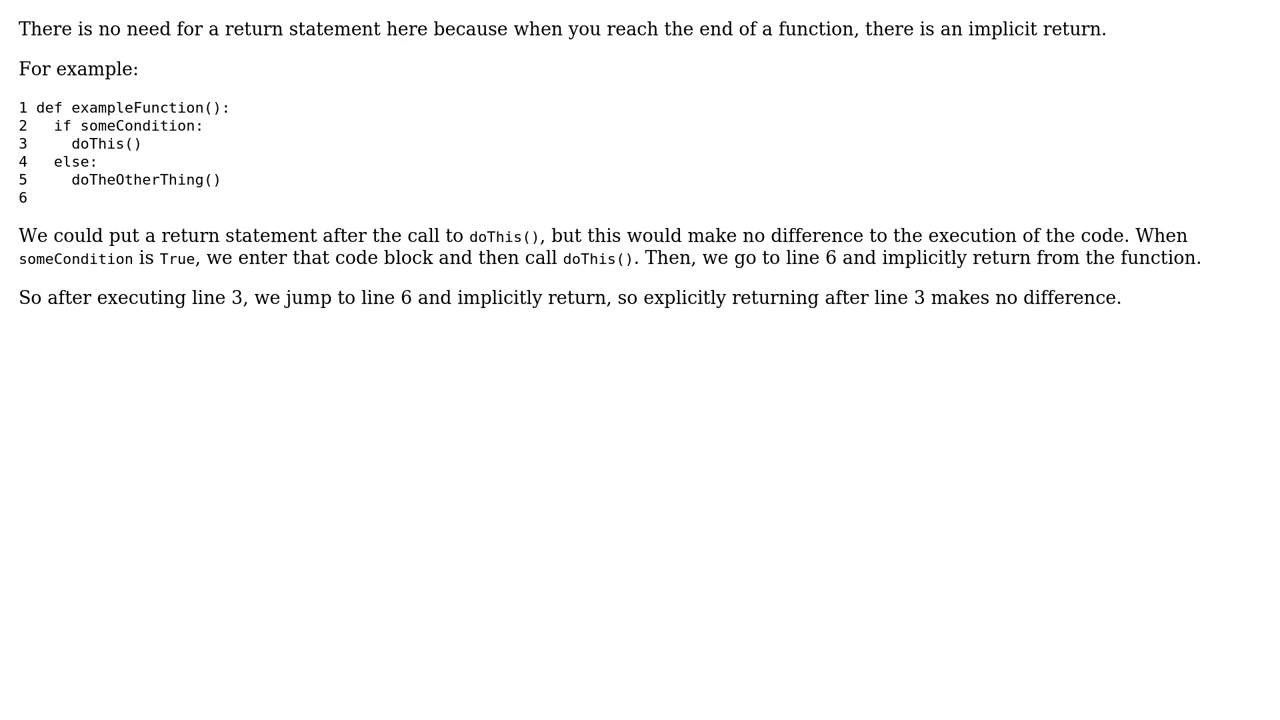 There is no need for a return statement here because when you reach the end of a function, there is an implicit return.
For example:
1 def exampleFunction():
2   if someCondition:
3     doThis()
4   else:
5     doTheOtherThing()
6
We could put a return statement after the call to doThis(), but this would make no difference to the execution of the code. When
someCondition is True, we enter that code block and then call doThis(). Then, we go to line 6 and implicitly return from the function.
So after executing line 3, we jump to line 6 and implicitly return, so explicitly returning after line 3 makes no difference.